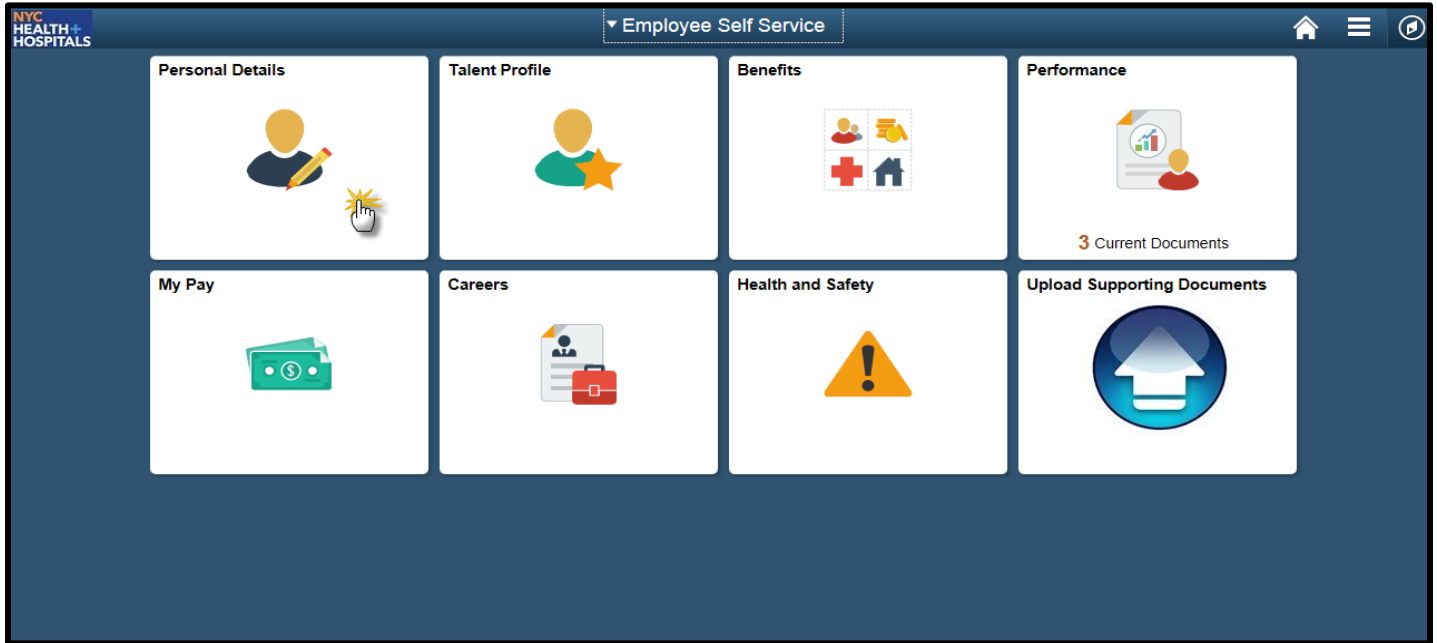 NYC
HEALTH+
HOSPITALS
Employee Self Service
Personal Details
Talent Profile
Benefits
Performance
3 Current Documents
My Pay
Careers
Health and Safety
Upload Supporting Documents